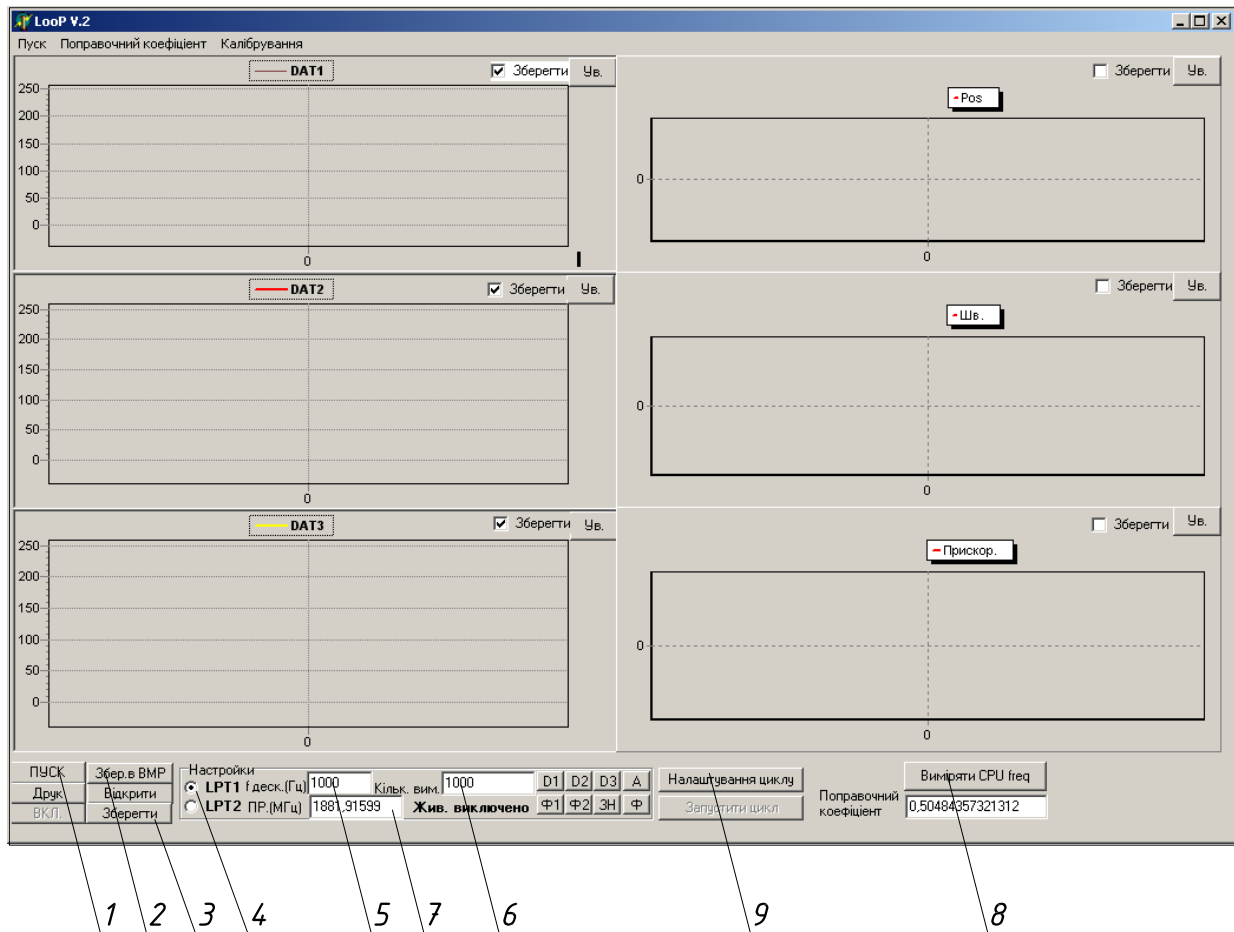 LooP V.2
Пуск Поправочний коефіціент Калібрування
DAT1 Зберегти Ув.
250
200
150
100
50
0
0
Зберегти Ув.
Pos
0
0
DAT2 Зберегти Ув.
250
200
150
100
50
0
0
Зберегти Ув.
Шв.
0
0
DAT3 Зберегти Ув.
250
200
150
100
50
0
0
Зберегти Ув.
Прискор.
0
0
ПУСК Збер.в BMP
Друк Відкрити
ВКЛ. Зберегти
Настройки
LPT1 f деск.(Гц) 1000 Кільк. вим. 1000 D1 D2 D3 A
LPT2 ПР.(МГц) 1881,91599 Жив. виключено Ф1 Ф2 ЗН Ф
Налаштування циклу
Запустити цикл
Виміряти CPU freq
Поправочний коефіціент 0,50484357321312
1 2 3 4 5 7 6 9 8